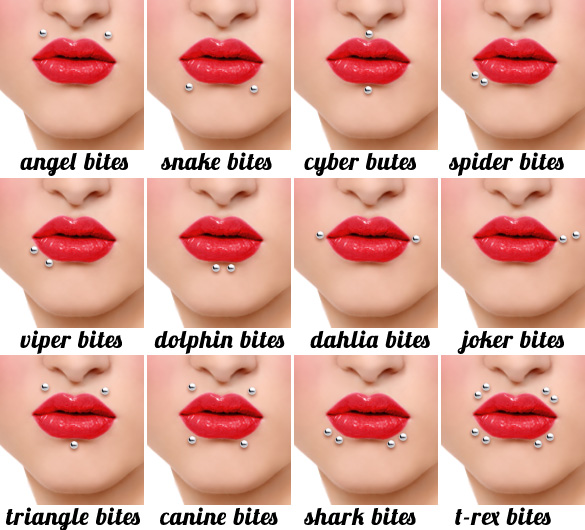 angel bites
snake bites
cyber butes
spider bites
viper bites
dolphin bites
dahlia bites
joker bites
triangle bites
canine bites
shark bites
t-rex bites